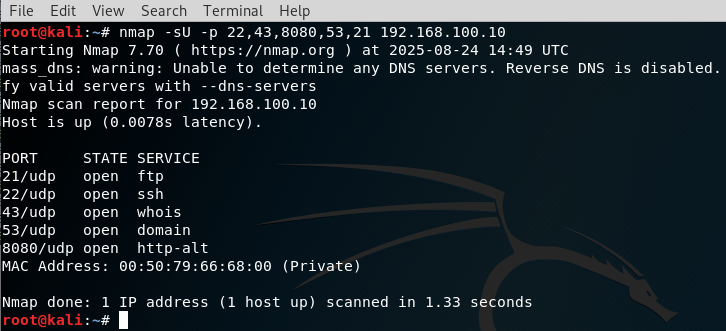 File Edit View Search Terminal Help
root@kali:~# nmap -sU -p 22,43,8080,53,21 192.168.100.10
Starting Nmap 7.70 ( https://nmap.org ) at 2025-08-24 14:49 UTC
mass_dns: warning: Unable to determine any DNS servers. Reverse DNS is disabled.
fy valid servers with --dns-servers
Nmap scan report for 192.168.100.10
Host is up (0.0078s latency).
PORT STATE SERVICE
21/udp open ftp
22/udp open ssh
43/udp open whois
53/udp open domain
8080/udp open http-alt
MAC Address: 00:50:79:66:68:00 (Private)
Nmap done: 1 IP address (1 host up) scanned in 1.33 seconds
root@kali:~#